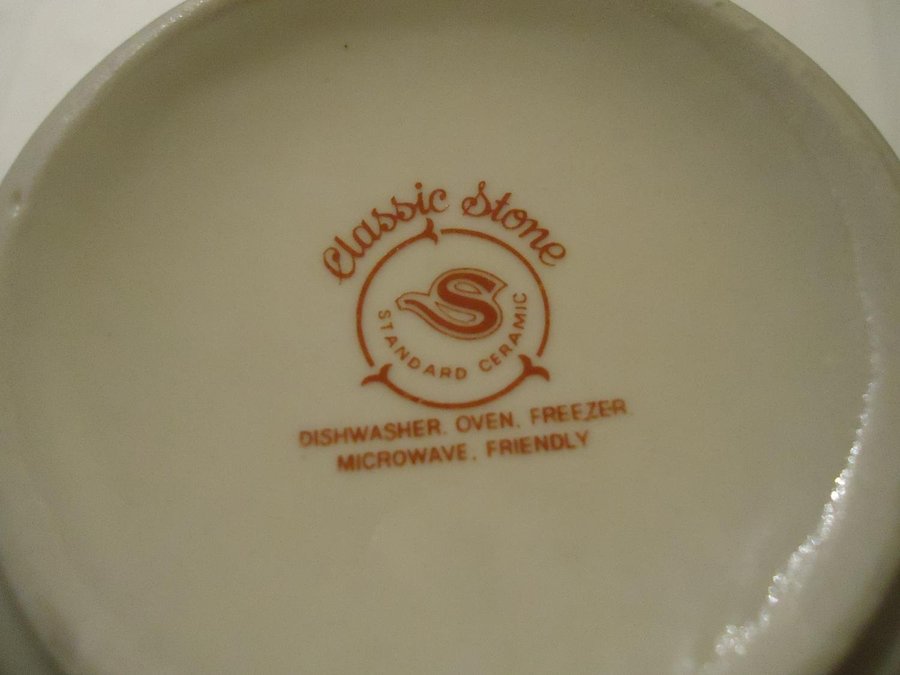 Classic Stone
S
STANDARD CERAMIC
DISHWASHER. OVEN. FREEZER.
MICROWAVE. FRIENDLY